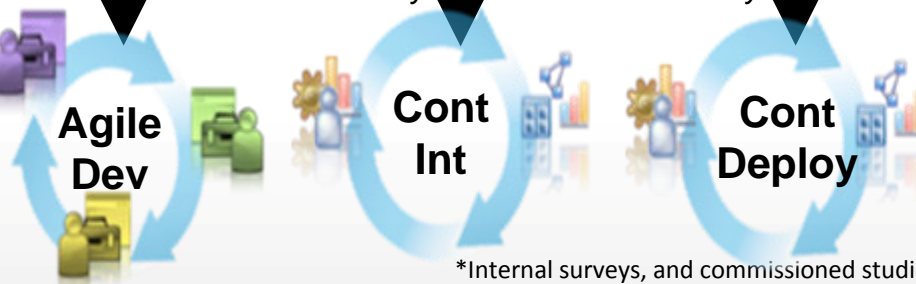 Agile
Dev
Cont
Int
Cont
Deploy
*Internal surveys, and commissioned studi